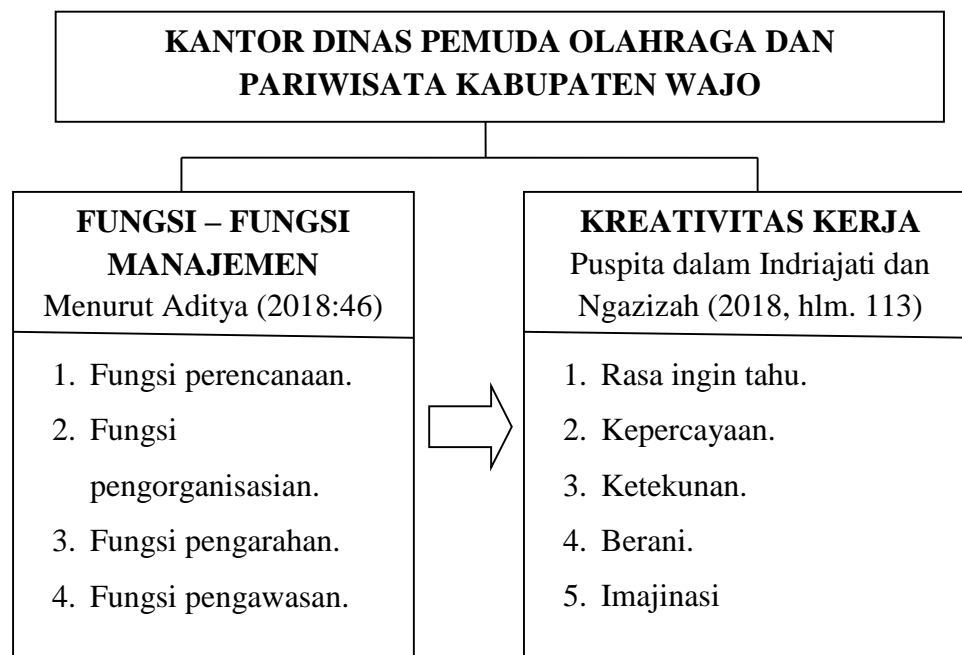 KANTOR DINAS PEMUDA OLAHRAGA DAN
PARIWISATA KABUPATEN WAJO
FUNGSI – FUNGSI
MANAJEMEN
Menurut Aditya (2018:46)
1. Fungsi perencanaan.
2. Fungsi
pengorganisasian.
3. Fungsi pengarahan.
4. Fungsi pengawasan.
KREATIVITAS KERJA
Puspita dalam Indriajati dan
Ngazizah (2018, hlm. 113)
1. Rasa ingin tahu.
2. Kepercayaan.
3. Ketekunan.
4. Berani.
5. Imajinasi